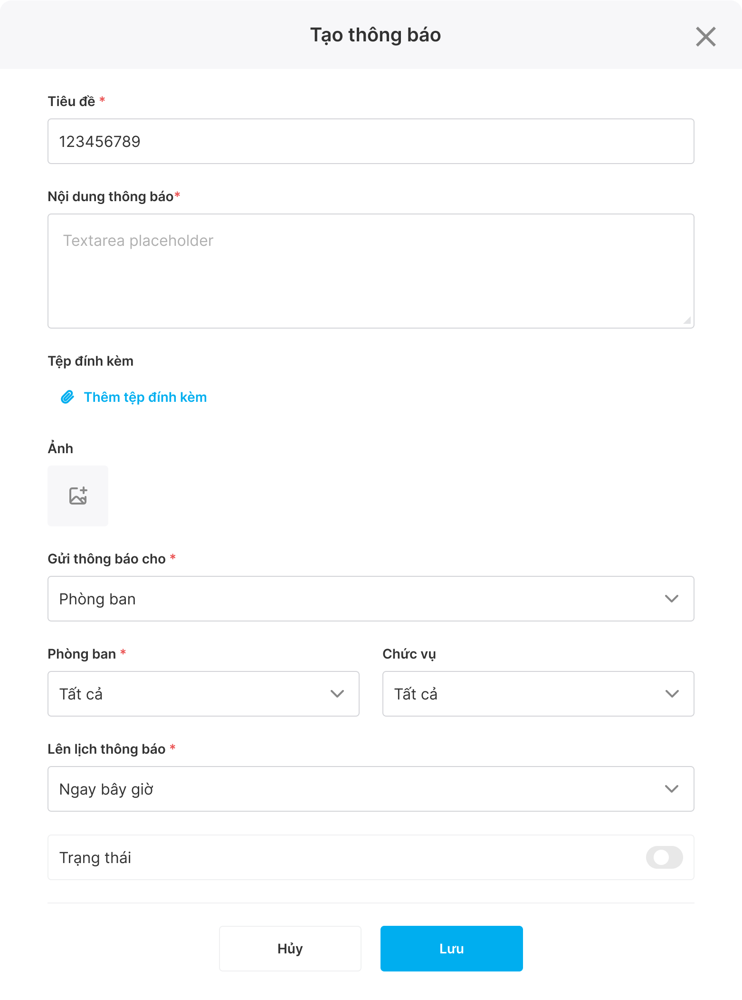 Tạo thông báo
Tiêu đề *
123456789
Nội dung thông báo*
Textarea placeholder
Tệp đính kèm
Thêm tệp đính kèm
Ảnh
Gửi thông báo cho *
Phòng ban
Phòng ban *
Chức vụ
Tất cả
Tất cả
Lên lịch thông báo *
Ngay bây giờ
Trạng thái
Hủy
Lưu